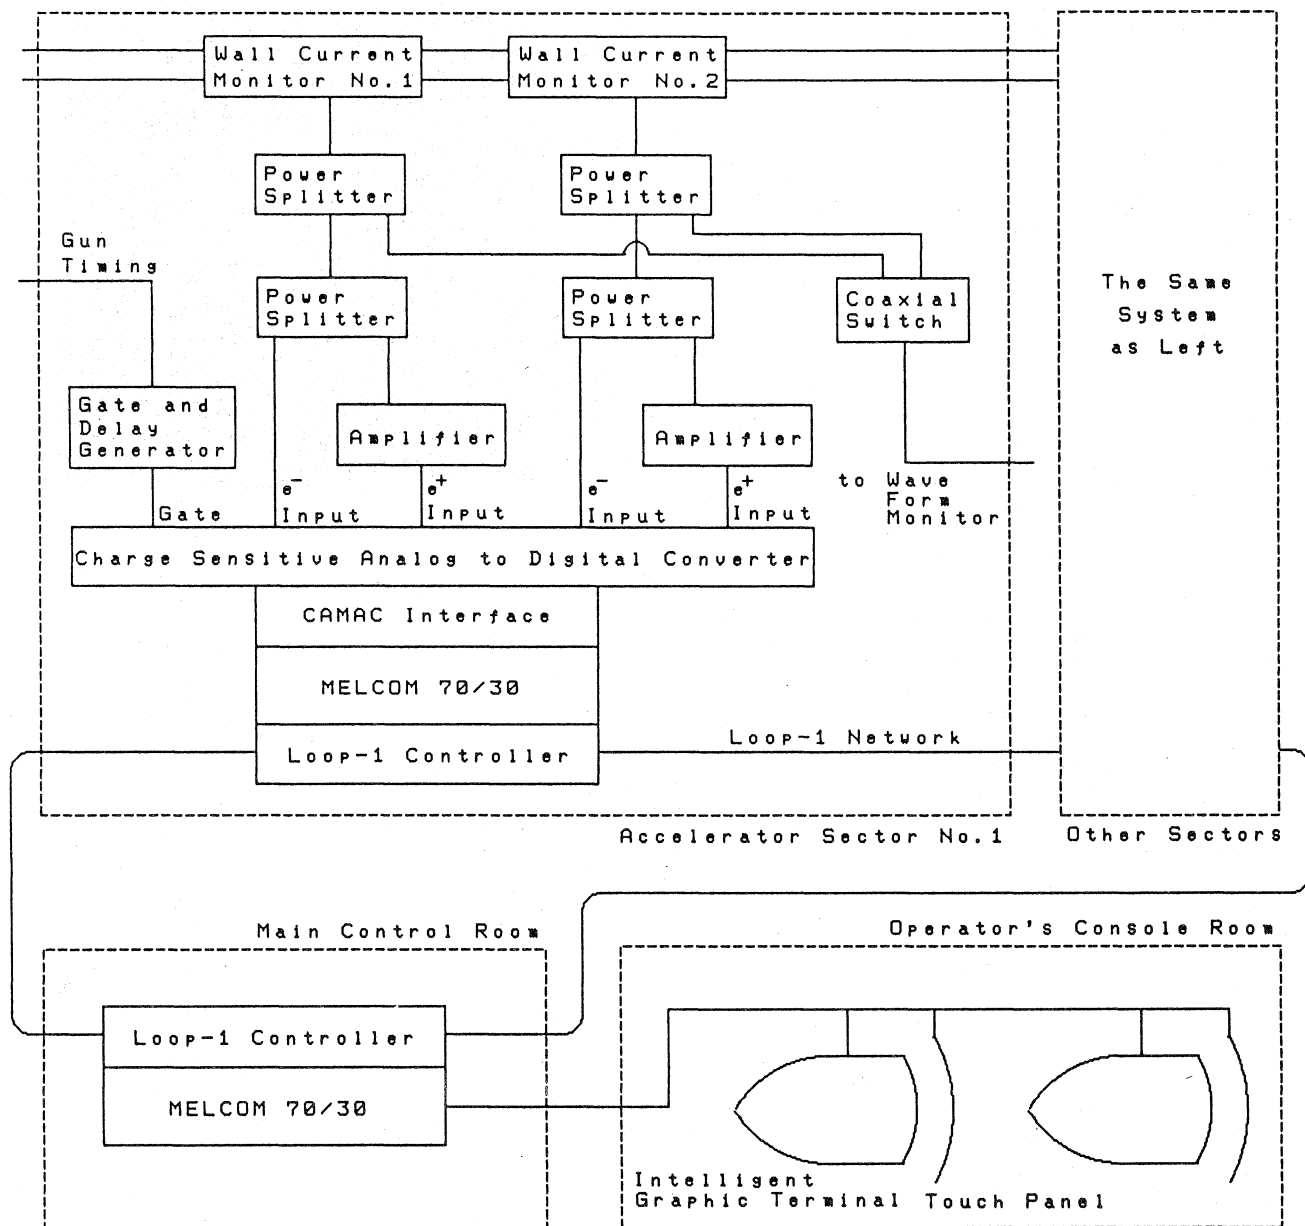 Wall Current
Monitor No.1
Wall Current
Monitor No.2
Power
Splitter
Power
Splitter
Gun
Timing
Power
Splitter
Power
Splitter
Coaxial
Switch
The Same
System
as Left
Gate and
Delay
Generator
Amplifier
Amplifier
Gate
e⁻
Input
e⁺
Input
e⁻
Input
e⁺
Input
to Wave
Form
Monitor
Charge Sensitive Analog to Digital Converter
CAMAC Interface
MELCOM 70/30
Loop-1 Controller
Loop-1 Network
Accelerator Sector No.1
Other Sectors
Main Control Room
Operator's Console Room
Loop-1 Controller
MELCOM 70/30
Intelligent
Graphic Terminal
Touch Panel